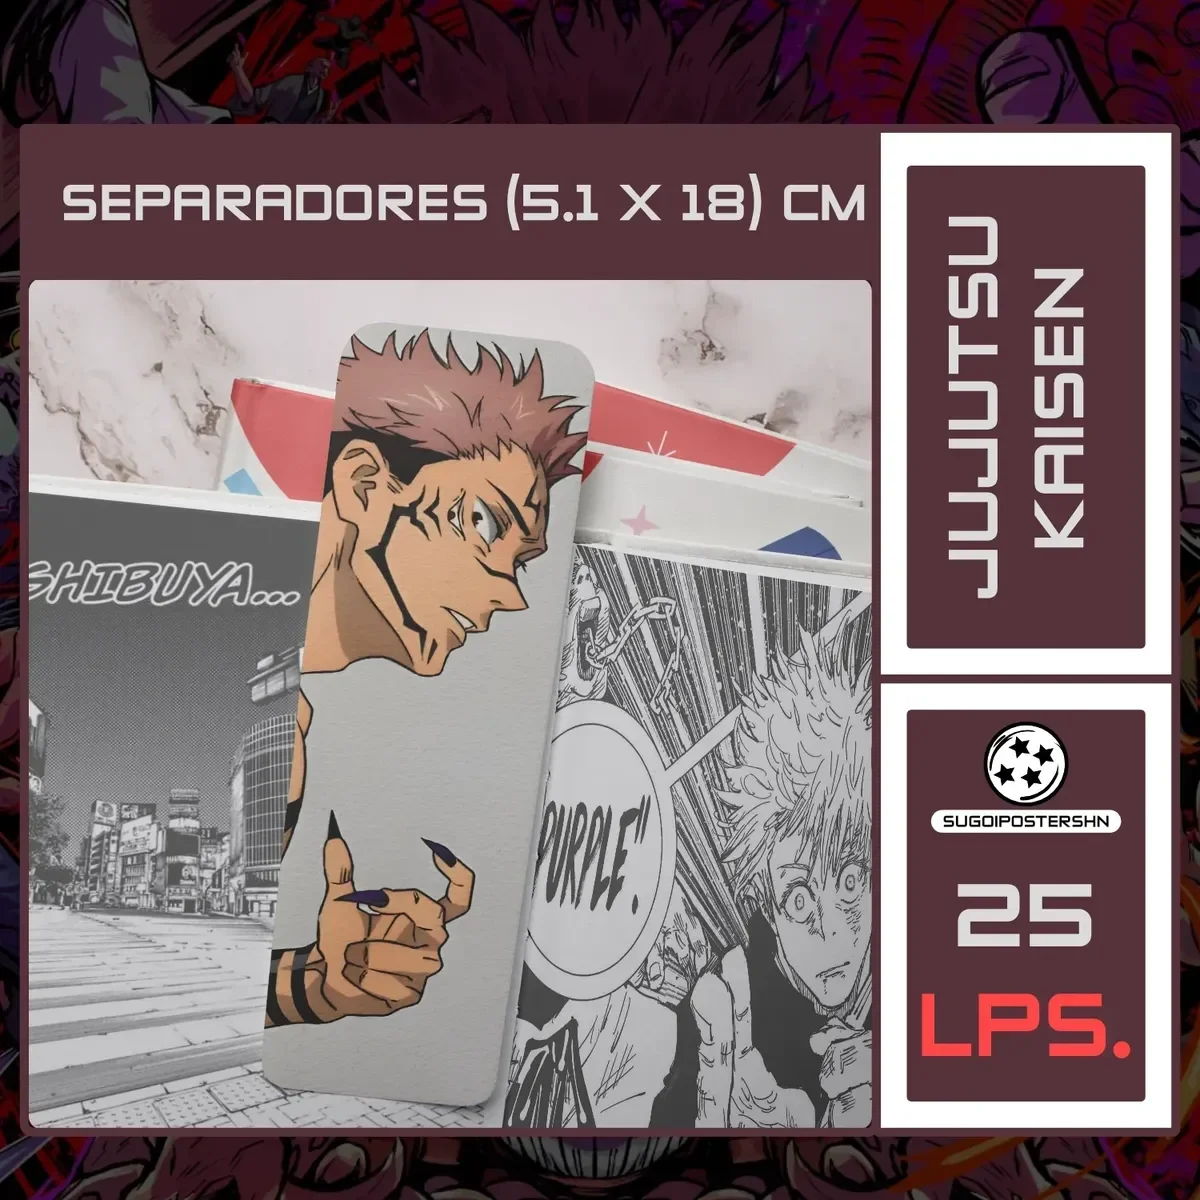 SEPARADORES (5.1 X 18) CM
JUJUTSU
KAISEN
SHIBUYA...
PURPLE"
SUGOIPOSTERSHN
25
LPS.